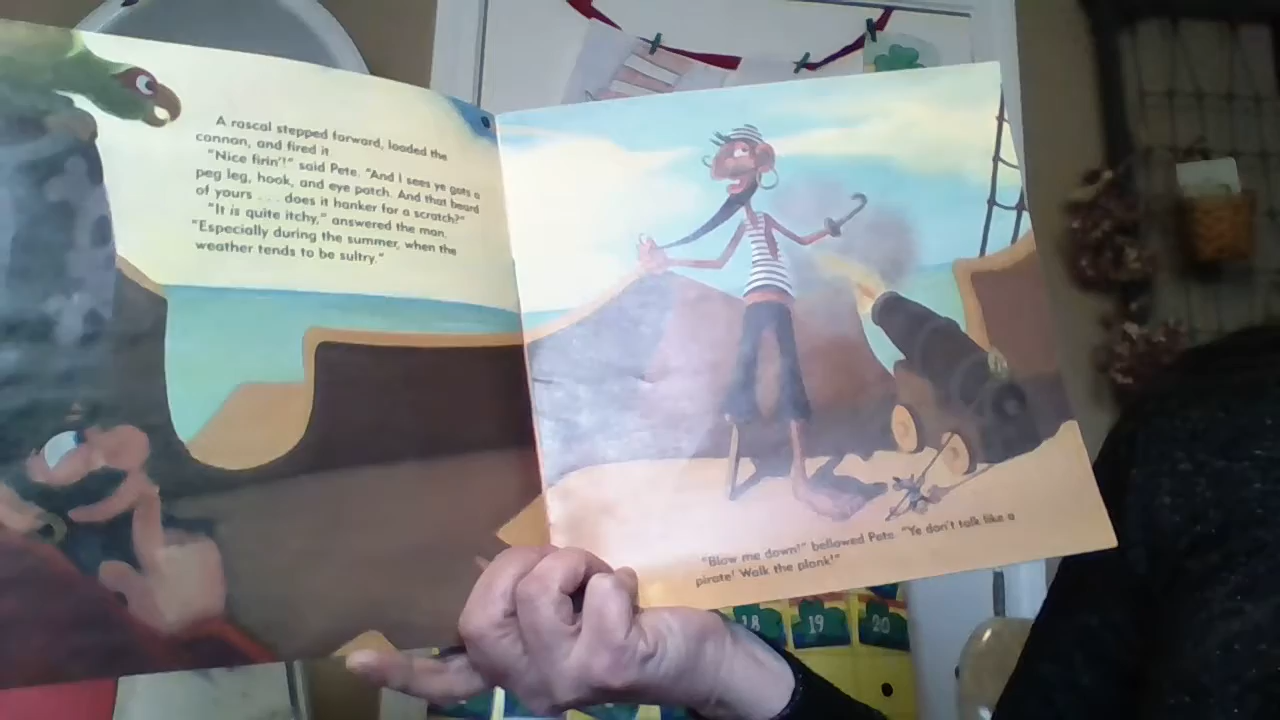 A rascal stepped forward, loaded the
cannon, and fired it.
"Nice firin'!" said Pete. "And I sees ye gots a
peg leg, hook, and eye patch. And that beard
of yours . . . does it hanker for a scratch?"
"It is quite itchy," answered the man.
"Especially during the summer, when the
weather tends to be sultry."
"Blow me down!" bellowed Pete. "Ye don't talk like a
pirate! Walk the plank!"
18 19 20